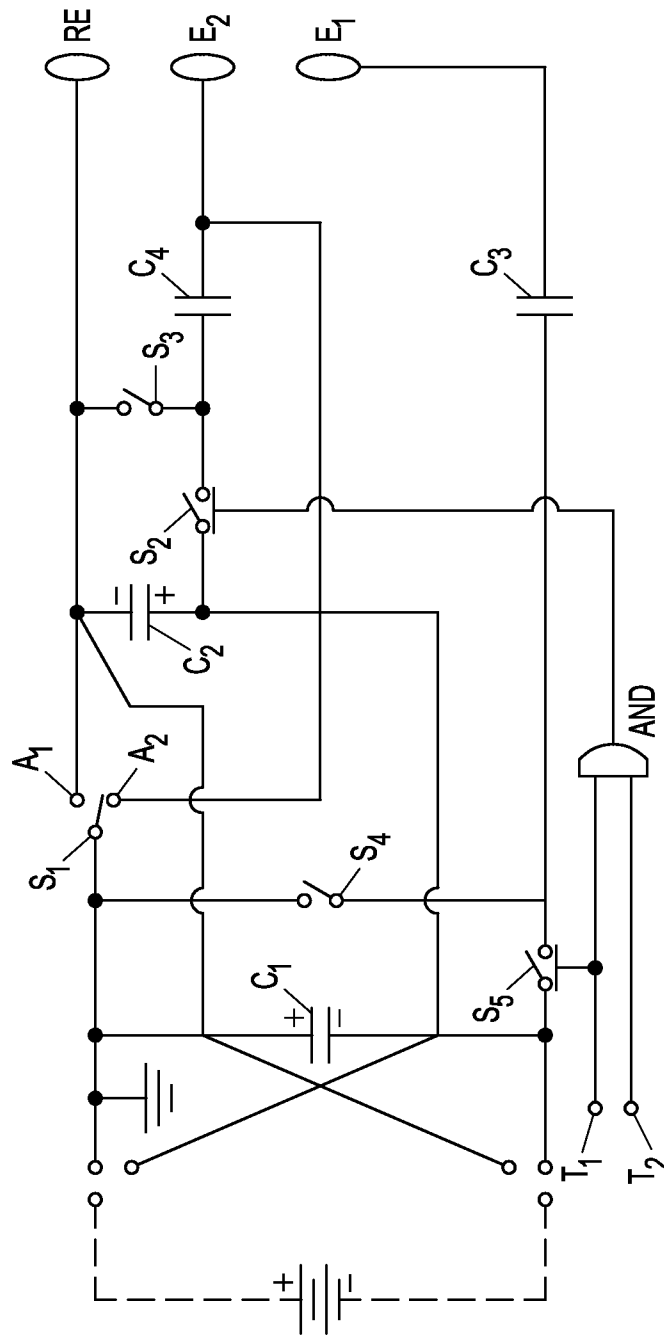 RE
E2
E1
C4
S3
C3
S2
− +
C2
A1
A2
S1
S4
C1
+ −
S5
AND
T1
T2
+ −